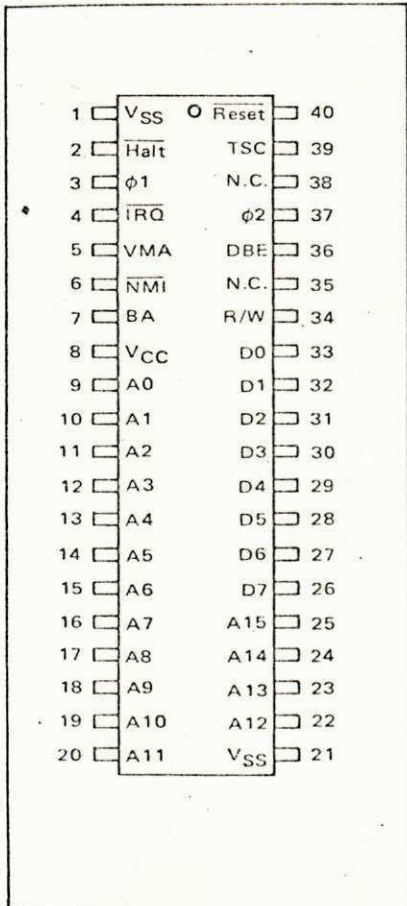 1 VSS Reset 40
2 Halt TSC 39
3 ϕ1 N.C. 38
4 IRQ ϕ2 37
5 VMA DBE 36
6 NMI N.C. 35
7 BA R/W 34
8 VCC D0 33
9 A0 D1 32
10 A1 D2 31
11 A2 D3 30
12 A3 D4 29
13 A4 D5 28
14 A5 D6 27
15 A6 D7 26
16 A7 A15 25
17 A8 A14 24
18 A9 A13 23
19 A10 A12 22
20 A11 VSS 21